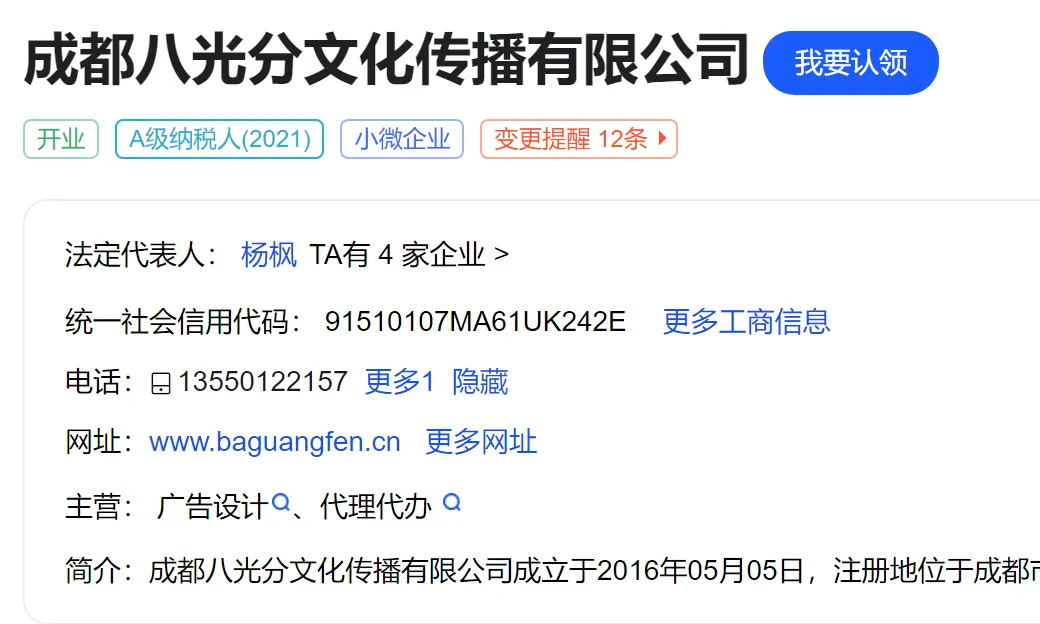 成都八光分文化传播有限公司 我要认领
开业 A级纳税人(2021) 小微企业 变更提醒 12条
法定代表人： 杨枫 TA有 4 家企业 >
统一社会信用代码： 91510107MA61UK242E 更多工商信息
电话： 13550122157 更多1 隐藏
网址： www.baguangfen.cn 更多网址
主营： 广告设计、代理代办
简介： 成都八光分文化传播有限公司成立于2016年05月05日，注册地位于成都市